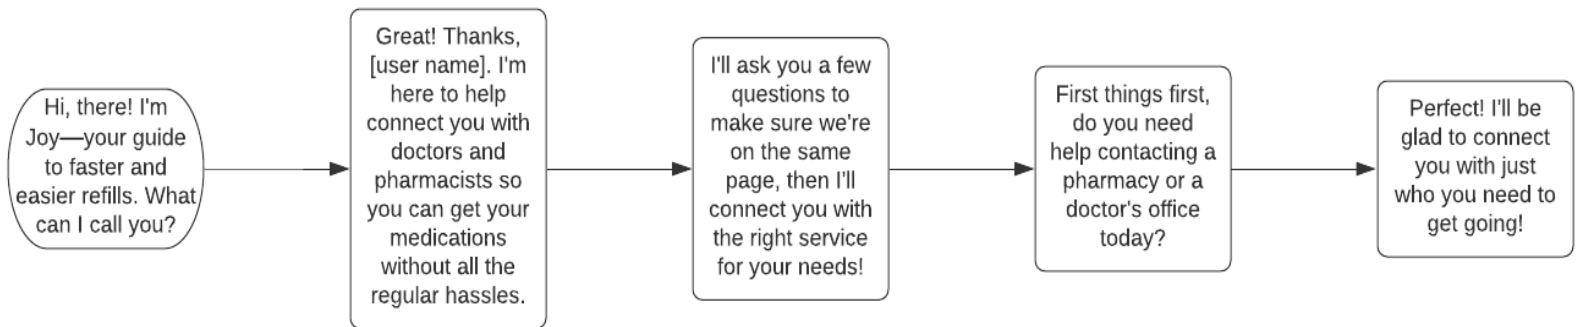 Hi, there! I'm
Joy—your guide
to faster and
easier refills. What
can I call you?
Great! Thanks,
[user name]. I'm
here to help
connect you with
doctors and
pharmacists so
you can get your
medications
without all the
regular hassles.
I'll ask you a few
questions to
make sure we're
on the same
page, then I'll
connect you with
the right service
for your needs!
First things first,
do you need
help contacting a
pharmacy or a
doctor's office
today?
Perfect! I'll be
glad to connect
you with just
who you need to
get going!